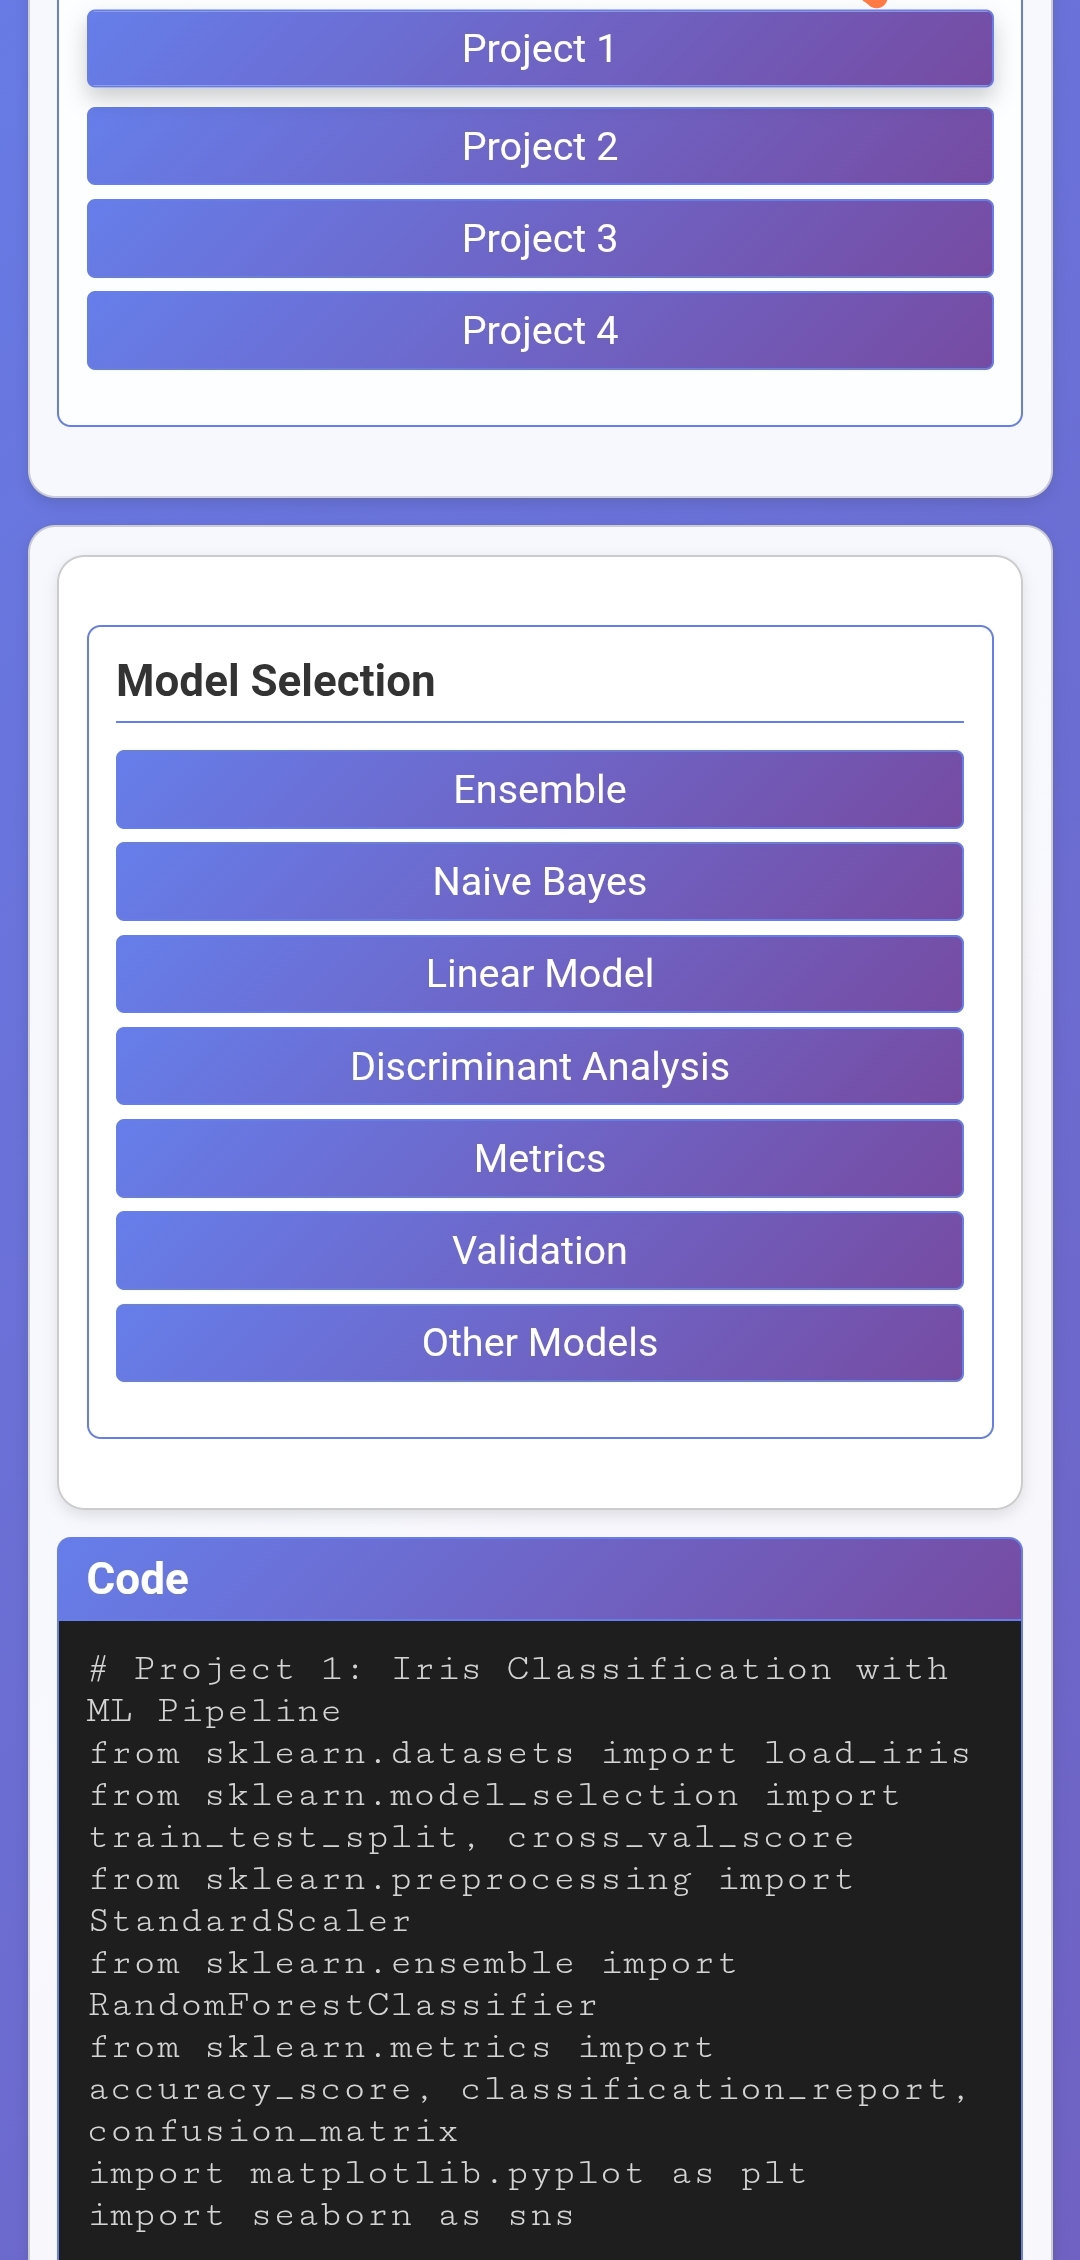 Project 1
Project 2
Project 3
Project 4
Model Selection
Ensemble
Naive Bayes
Linear Model
Discriminant Analysis
Metrics
Validation
Other Models
Code
# Project 1: Iris Classification with
ML Pipeline
from sklearn.datasets import load_iris
from sklearn.model_selection import
train_test_split, cross_val_score
from sklearn.preprocessing import
StandardScaler
from sklearn.ensemble import
RandomForestClassifier
from sklearn.metrics import
accuracy_score, classification_report,
confusion_matrix
import matplotlib.pyplot as plt
import seaborn as sns